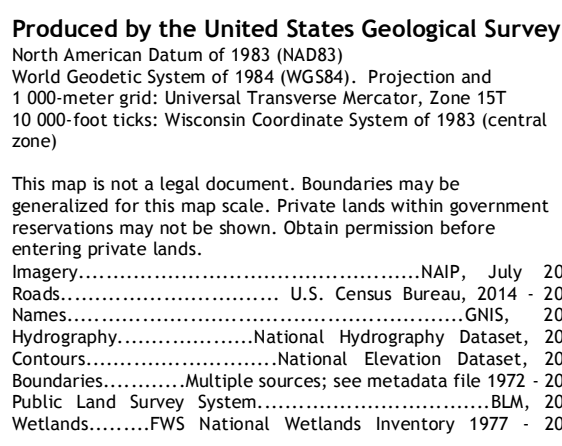 Produced by the United States Geological Survey
North American Datum of 1983 (NAD83)
World Geodetic System of 1984 (WGS84).  Projection and
1 000-meter grid: Universal Transverse Mercator, Zone 15T
10 000-foot ticks: Wisconsin Coordinate System of 1983 (central
zone)

This map is not a legal document. Boundaries may be
generalized for this map scale. Private lands within government
reservations may not be shown. Obtain permission before
entering private lands.
Imagery.....................................................NAIP, July 20
Roads.................................. U.S. Census Bureau, 2014 - 20
Names............................................................GNIS, 20
Hydrography.....................National Hydrography Dataset, 20
Contours.............................National Elevation Dataset, 20
Boundaries............Multiple sources; see metadata file 1972 - 20
Public Land Survey System....................................BLM, 20
Wetlands.........FWS National Wetlands Inventory 1977 - 20